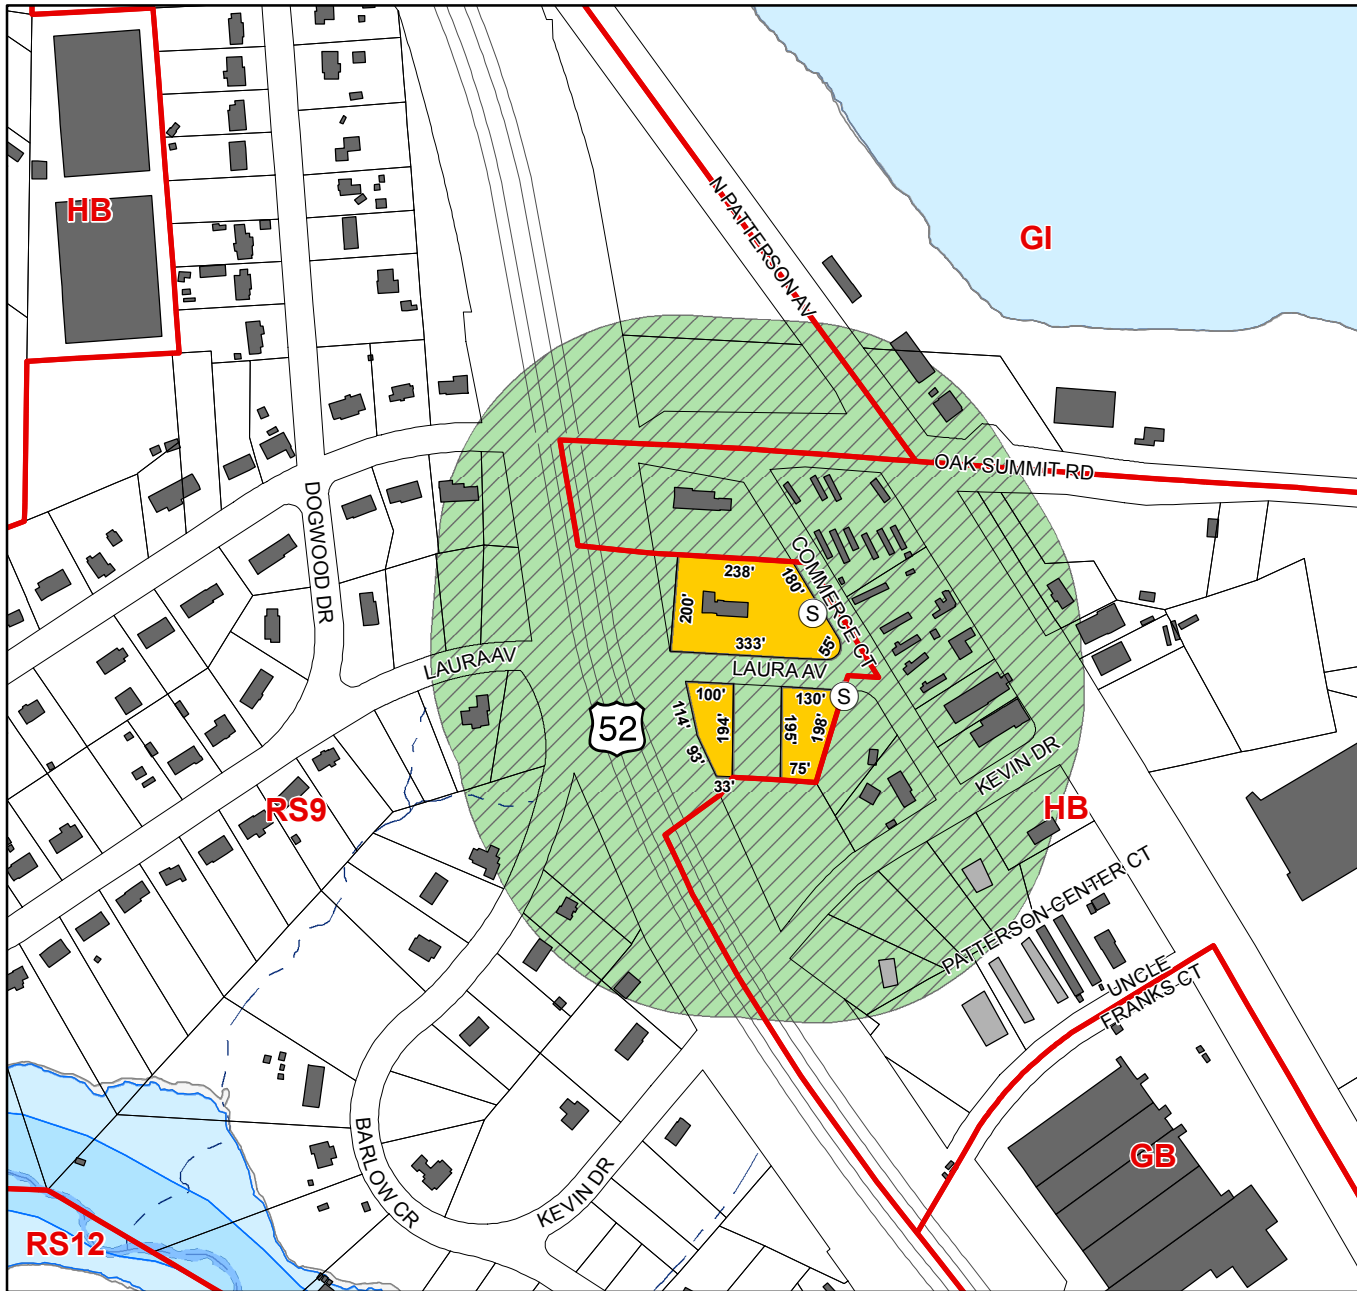 HB
N PATTERSON AV
GI
OAK SUMMIT RD
DOGWOOD DR
COMMERCE CT
238'
180'
200'
S
333'
55'
LAURA AV
LAURA AV
100'
130'
S
114'
194'
195'
198'
52
93'
75'
33'
KEVIN DR
RS9
HB
PATTERSON CENTER CT
UNCLE
FRANKS CT
BARLOW CR
KEVIN DR
GB
RS12